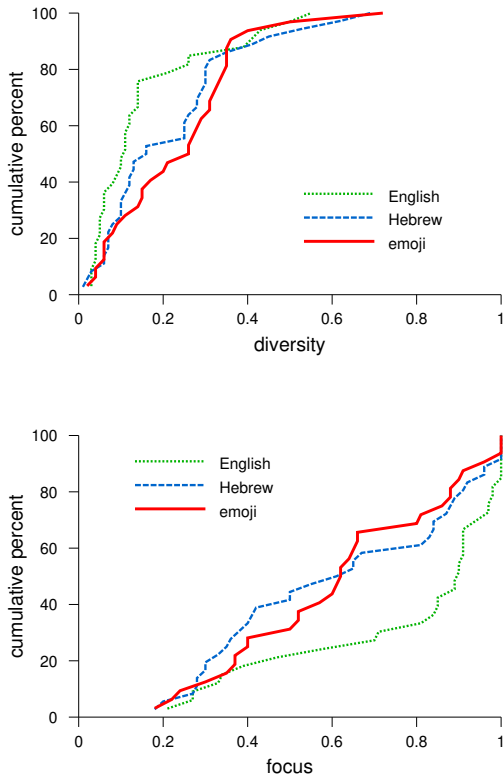 100
80
60
40
20
0
cumulative percent
English
Hebrew
emoji
0 0.2 0.4 0.6 0.8 1
diversity
100
80
60
40
20
0
cumulative percent
English
Hebrew
emoji
0 0.2 0.4 0.6 0.8 1
focus